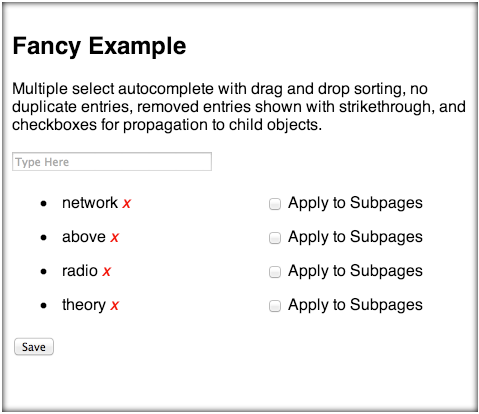 Fancy Example
Multiple select autocomplete with drag and drop sorting, no
duplicate entries, removed entries shown with strikethrough, and
checkboxes for propagation to child objects.
Type Here
network x Apply to Subpages
above x Apply to Subpages
radio x Apply to Subpages
theory x Apply to Subpages
Save